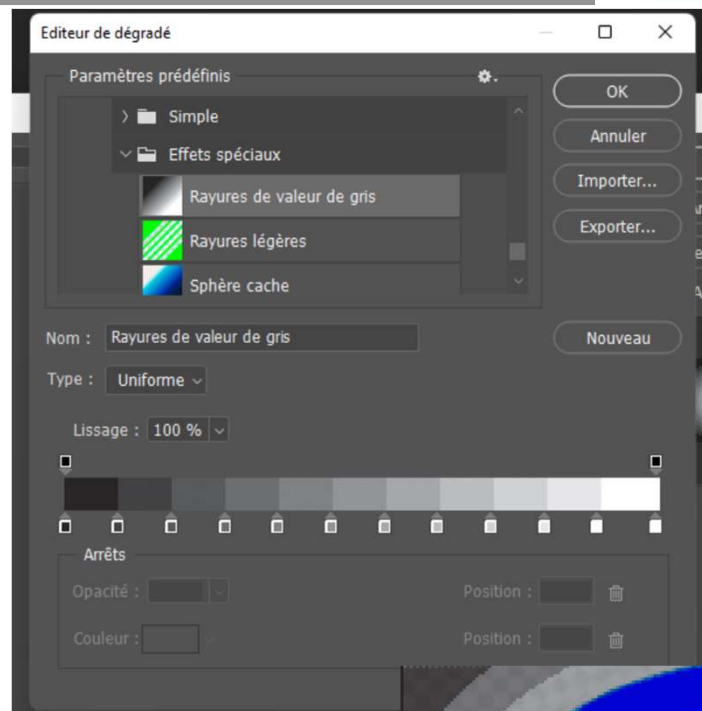 Editeur de dégradé
Paramètres prédéfinis
Simple
Effets spéciaux
Rayures de valeur de gris
Rayures légères
Sphère cache
OK
Annuler
Importer...
Exporter...
Nom : Rayures de valeur de gris
Nouveau
Type : Uniforme
Lissage : 100 %
Arrêts
Opacité :
Position :
Couleur :
Position :